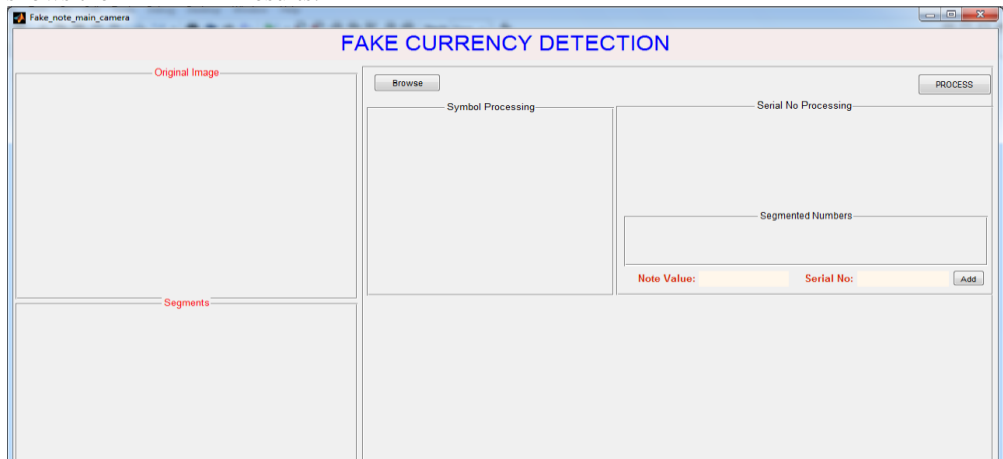 Fake_note_main_camera
FAKE CURRENCY DETECTION
Original Image
Browse
PROCESS
Symbol Processing
Serial No Processing
Segmented Numbers
Note Value:
Serial No:
Add
Segments